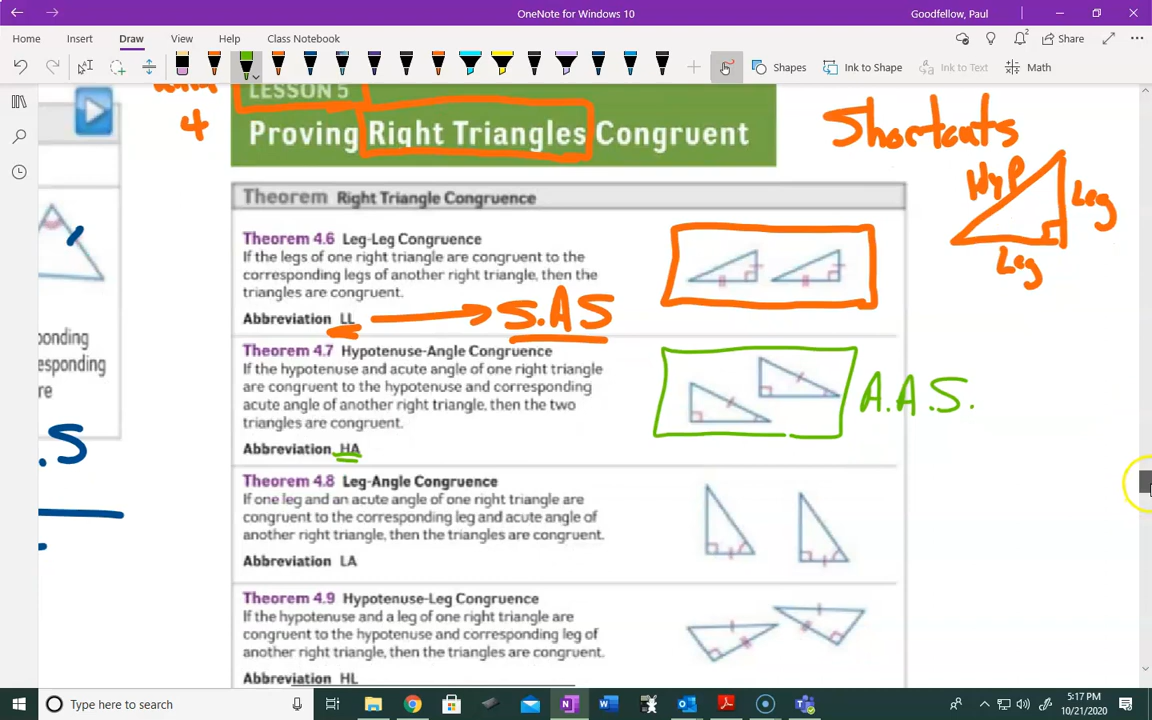 OneNote for Windows 10
Goodfellow, Paul
Home
Insert
Draw
View
Help
Class Notebook
Share
Shapes
Ink to Shape
Ink to Text
Math
4
LESSON 5
Proving Right Triangles Congruent
Shortcuts
Hyp
Leg
Leg
Theorem Right Triangle Congruence
Theorem 4.6 Leg-Leg Congruence
If the legs of one right triangle are congruent to the
corresponding legs of another right triangle, then the
triangles are congruent.
Abbreviation LL
S.A.S
Theorem 4.7 Hypotenuse-Angle Congruence
If the hypotenuse and acute angle of one right triangle
are congruent to the hypotenuse and corresponding
acute angle of another right triangle, then the two
triangles are congruent.
Abbreviation HA
A.A.S.
Theorem 4.8 Leg-Angle Congruence
If one leg and an acute angle of one right triangle are
congruent to the corresponding leg and acute angle of
another right triangle, then the triangles are congruent.
Abbreviation LA
Theorem 4.9 Hypotenuse-Leg Congruence
If the hypotenuse and a leg of one right triangle are
congruent to the hypotenuse and corresponding leg of
another right triangle, then the triangles are congruent.
Abbreviation HL
onding
esponding
re
.S
Type here to search
5:17 PM
10/21/2020